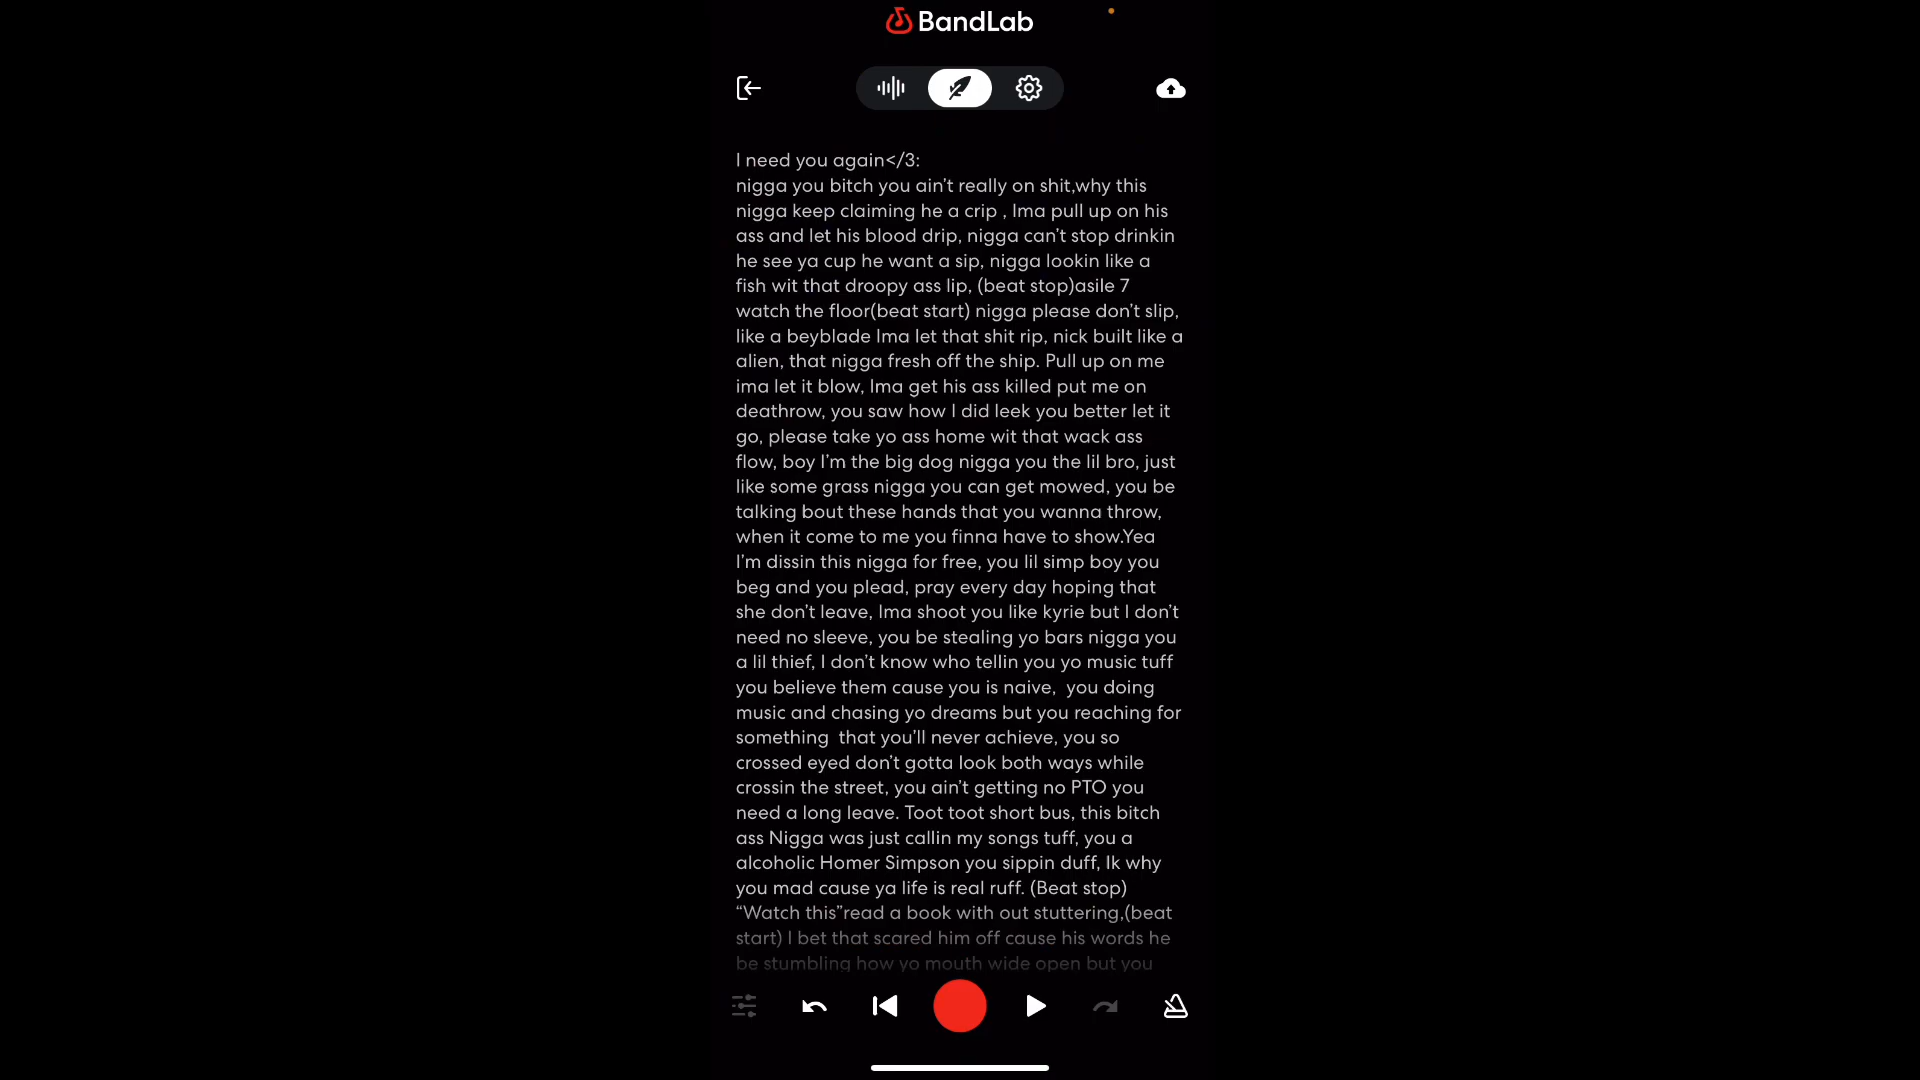 BandLab
I need you again</3:
nigga you bitch you ain't really on shit,why this
nigga keep claiming he a crip , Ima pull up on his
ass and let his blood drip, nigga can't stop drinkin
he see ya cup he want a sip, nigga lookin like a
fish wit that droopy ass lip, (beat stop)asile 7
watch the floor(beat start) nigga please don't slip,
like a beyblade Ima let that shit rip, nick built like a
alien, that nigga fresh off the ship. Pull up on me
ima let it blow, Ima get his ass killed put me on
deathrow, you saw how I did leek you better let it
go, please take yo ass home wit that wack ass
flow, boy I'm the big dog nigga you the lil bro, just
like some grass nigga you can get mowed, you be
talking bout these hands that you wanna throw,
when it come to me you finna have to show.Yea
I'm dissin this nigga for free, you lil simp boy you
beg and you plead, pray every day hoping that
she don't leave, Ima shoot you like kyrie but I don't
need no sleeve, you be stealing yo bars nigga you
a lil thief, I don't know who tellin you yo music tuff
you believe them cause you is naive,  you doing
music and chasing yo dreams but you reaching for
something  that you'll never achieve, you so
crossed eyed don't gotta look both ways while
crossin the street, you ain't getting no PTO you
need a long leave. Toot toot short bus, this bitch
ass Nigga was just callin my songs tuff, you a
alcoholic Homer Simpson you sippin duff, Ik why
you mad cause ya life is real ruff. (Beat stop)
“Watch this”read a book with out stuttering,(beat
start) I bet that scared him off cause his words he
be stumbling how yo mouth wide open but you